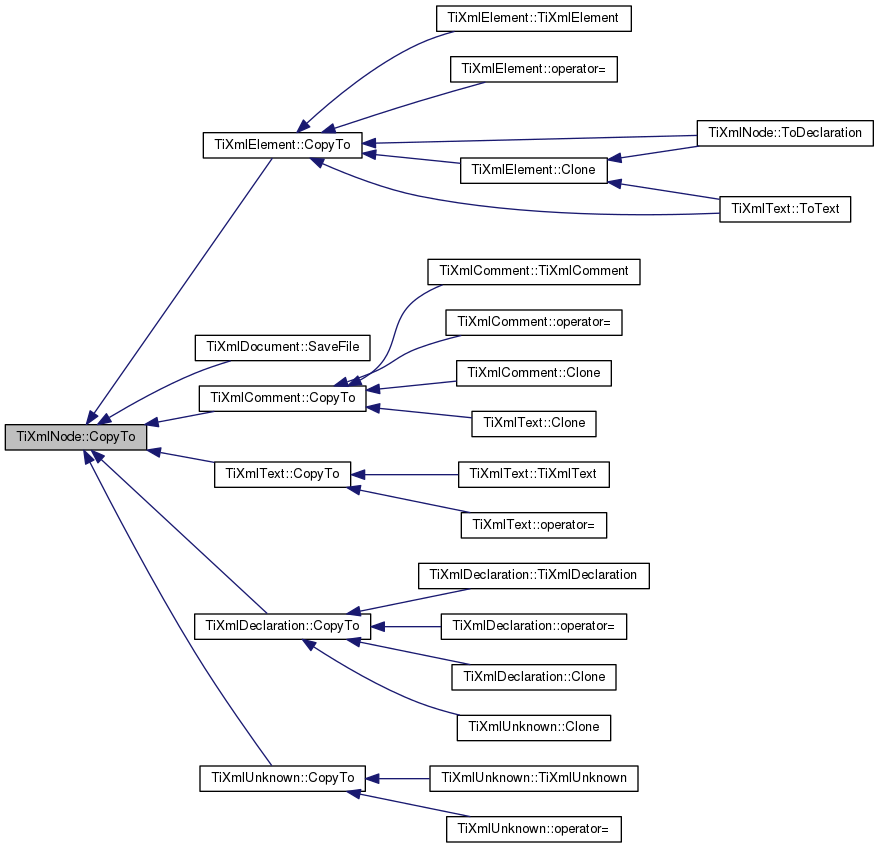 TiXmlElement::TiXmlElement
TiXmlElement::operator=
TiXmlNode::ToDeclaration
TiXmlElement::CopyTo
TiXmlElement::Clone
TiXmlText::ToText
TiXmlComment::TiXmlComment
TiXmlComment::operator=
TiXmlDocument::SaveFile
TiXmlComment::Clone
TiXmlComment::CopyTo
TiXmlText::Clone
TiXmlNode::CopyTo
TiXmlText::CopyTo
TiXmlText::TiXmlText
TiXmlText::operator=
TiXmlDeclaration::TiXmlDeclaration
TiXmlDeclaration::CopyTo
TiXmlDeclaration::operator=
TiXmlDeclaration::Clone
TiXmlUnknown::Clone
TiXmlUnknown::CopyTo
TiXmlUnknown::TiXmlUnknown
TiXmlUnknown::operator=